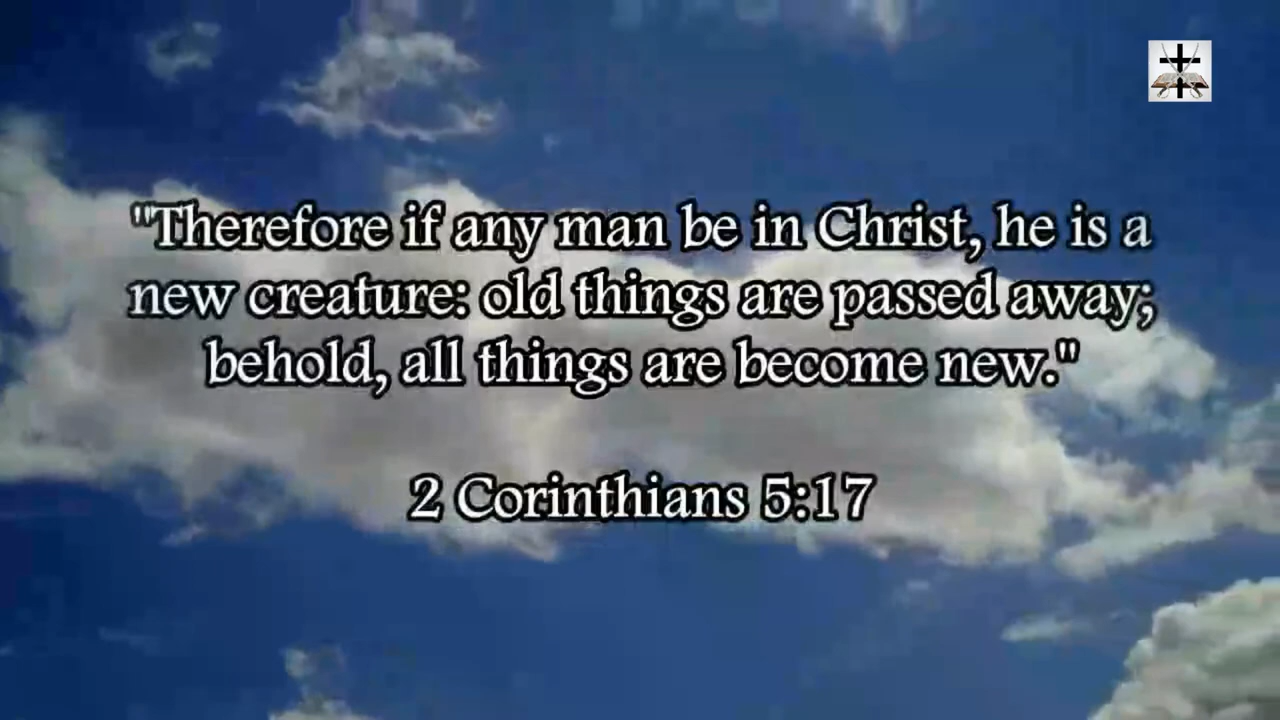 "Therefore if any man be in Christ, he is a
new creature: old things are passed away;
behold, all things are become new."
2 Corinthians 5:17